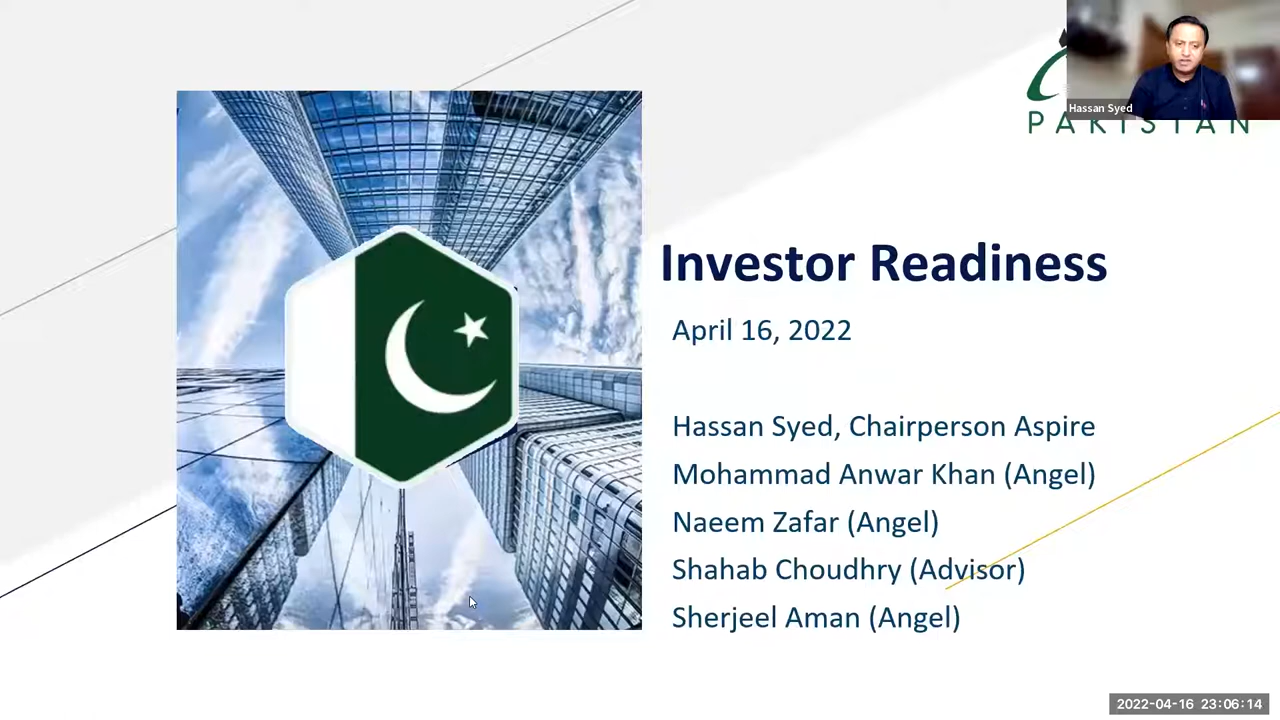 Hassan Syed
PAKISTAN
Investor Readiness
April 16, 2022
Hassan Syed, Chairperson Aspire
Mohammad Anwar Khan (Angel)
Naeem Zafar (Angel)
Shahab Choudhry (Advisor)
Sherjeel Aman (Angel)
2022-04-16 23:06:14